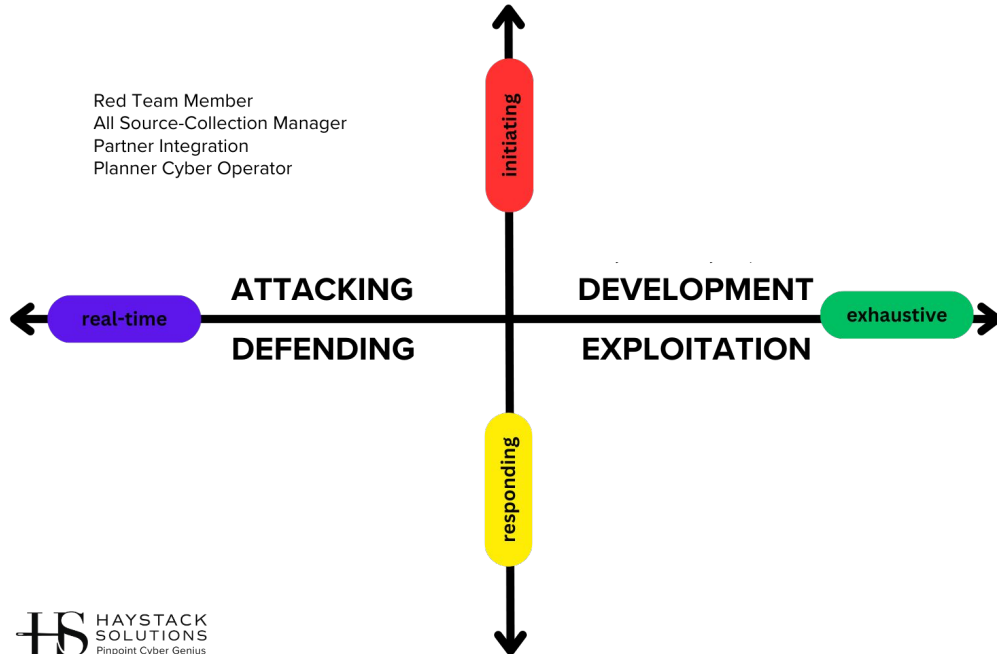 initiating
Red Team Member
All Source-Collection Manager
Partner Integration
Planner Cyber Operator
ATTACKING
DEVELOPMENT
real-time
exhaustive
DEFENDING
EXPLOITATION
responding
HS
HAYSTACK
SOLUTIONS
Pinpoint Cyber Genius